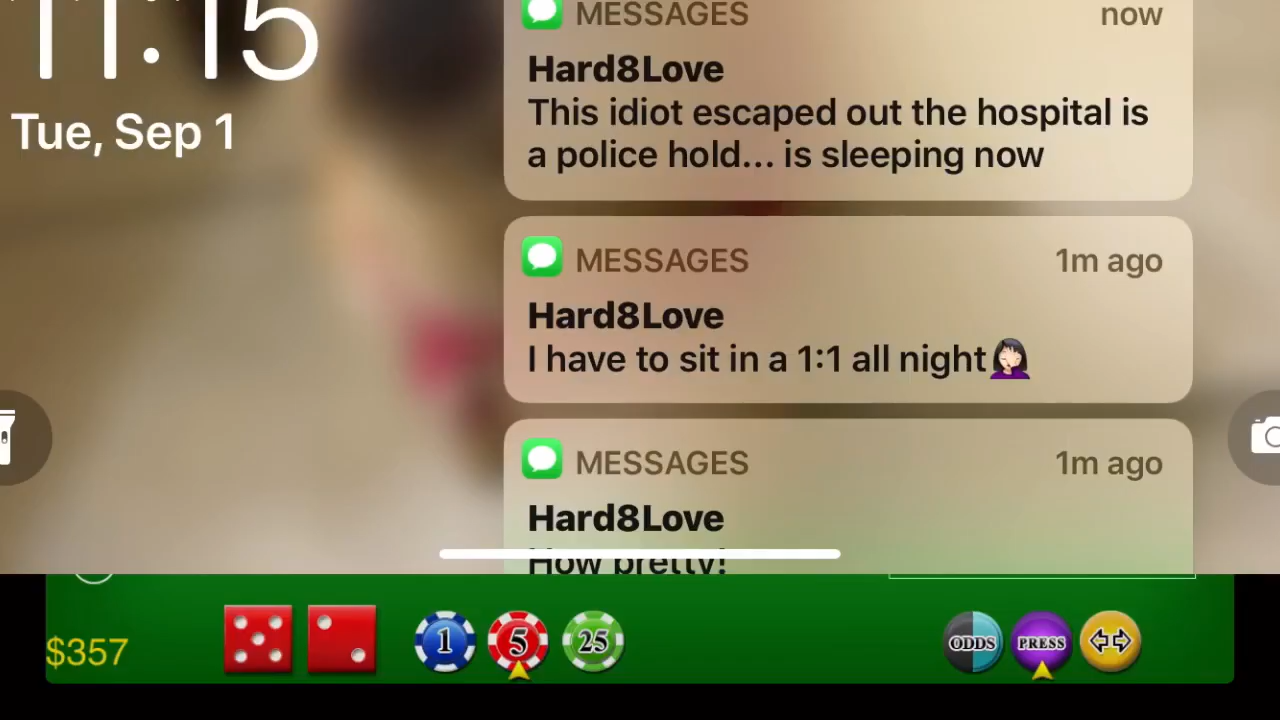 11:15
Tue, Sep 1
MESSAGES now
Hard8Love
This idiot escaped out the hospital is
a police hold... is sleeping now
MESSAGES 1m ago
Hard8Love
I have to sit in a 1:1 all night🤦🏻‍♀️
MESSAGES 1m ago
Hard8Love
How pretty!
$357
1
5
25
ODDS
PRESS